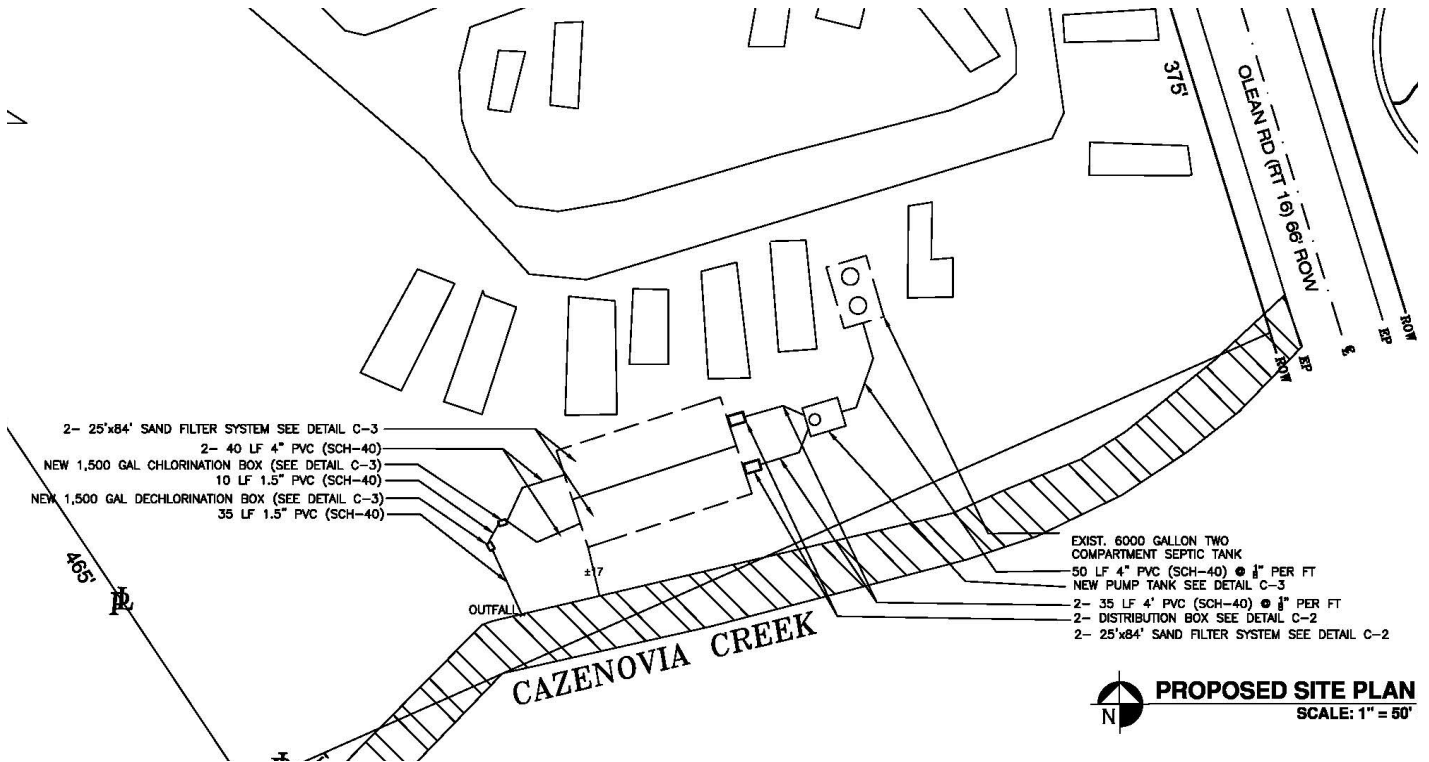 375'
OLEAN RD (RT 16) 66' ROW
ROW
EP
℄
EP
ROW
2- 25'x84' SAND FILTER SYSTEM SEE DETAIL C-3
2- 40 LF 4" PVC (SCH-40)
NEW 1,500 GAL CHLORINATION BOX (SEE DETAIL C-3)
10 LF 1.5" PVC (SCH-40)
NEW 1,500 GAL DECHLORINATION BOX (SEE DETAIL C-3)
35 LF 1.5" PVC (SCH-40)
465'
PL
±17
OUTFALL
CAZENOVIA CREEK
EXIST. 6000 GALLON TWO
COMPARTMENT SEPTIC TANK
50 LF 4" PVC (SCH-40) @ ⅛" PER FT
NEW PUMP TANK SEE DETAIL C-3
2- 35 LF 4' PVC (SCH-40) @ ⅛" PER FT
2- DISTRIBUTION BOX SEE DETAIL C-2
2- 25'x84' SAND FILTER SYSTEM SEE DETAIL C-2
N
PROPOSED SITE PLAN
SCALE: 1" = 50'